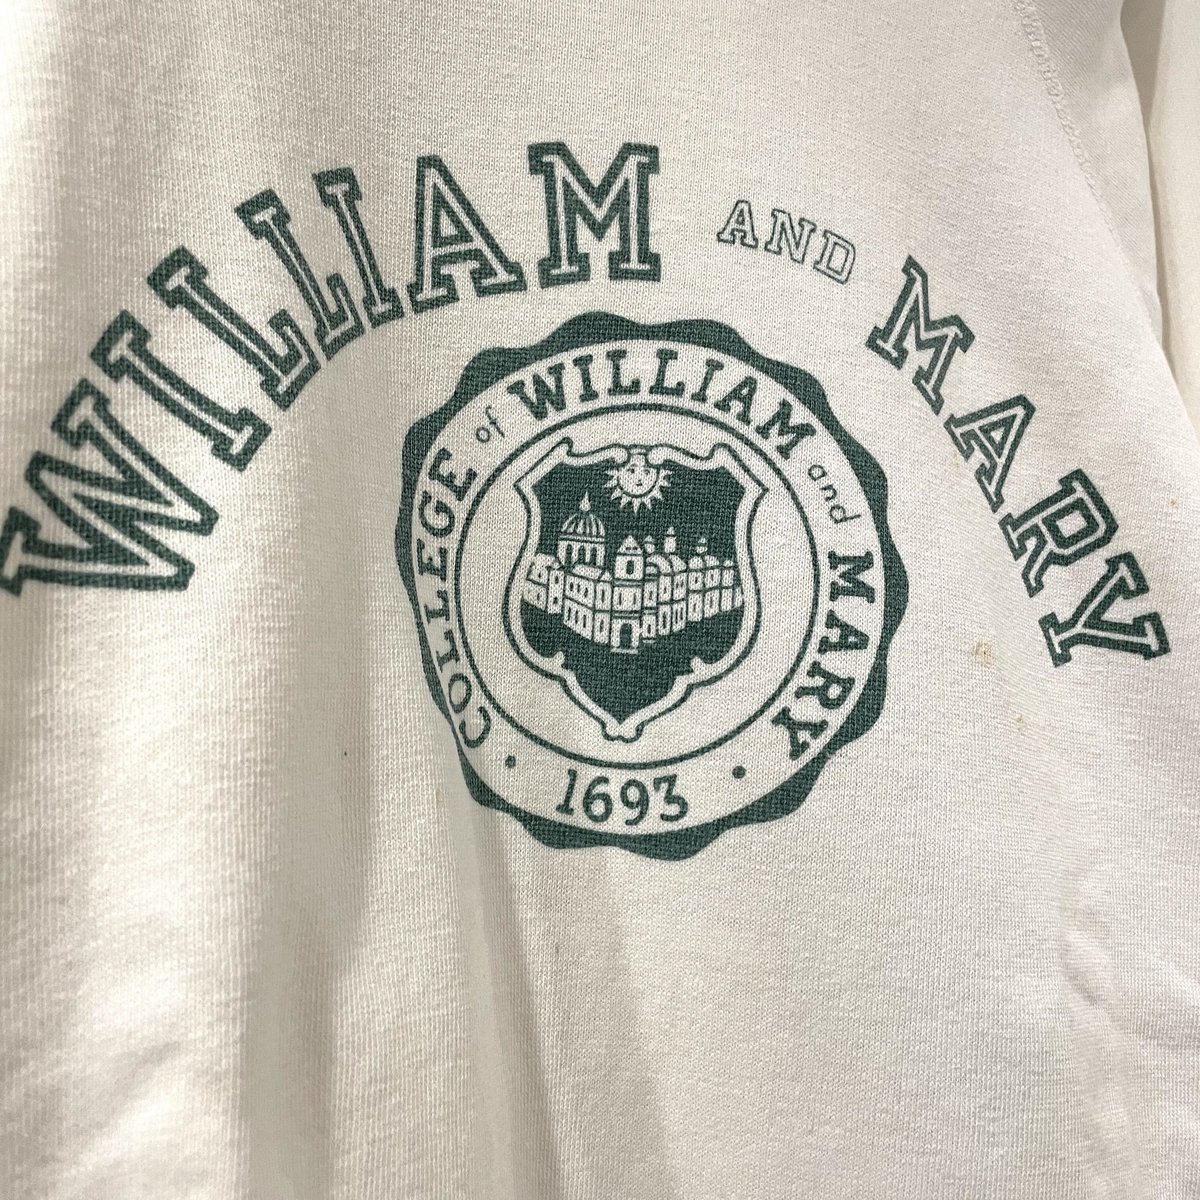 WILLIAM AND MARY
COLLEGE of WILLIAM and MARY
· 1693 ·